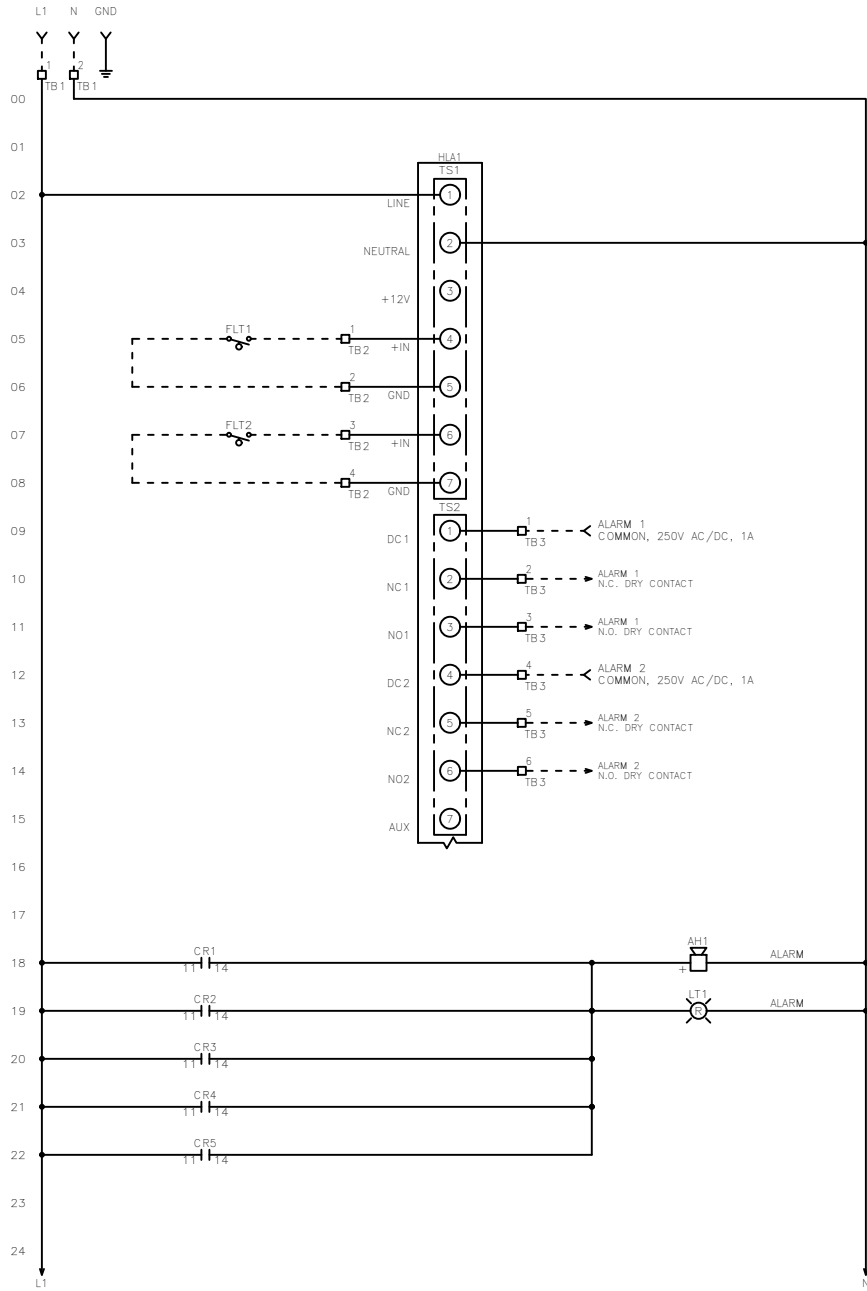 L1 N GND
1 2
TB1 TB1
00
01
HLA1
TS1
02 LINE 1
03 NEUTRAL 2
04 +12V 3
05 FLT1 1 TB2 +IN 4
06 2 TB2 GND 5
07 FLT2 3 TB2 +IN 6
08 4 TB2 GND 7
TS2
09 DC1 1 1 TB3 ALARM 1
COMMON, 250V AC/DC, 1A
10 NC1 2 2 TB3 ALARM 1
N.C. DRY CONTACT
11 NO1 3 3 TB3 ALARM 1
N.O. DRY CONTACT
12 DC2 4 4 TB3 ALARM 2
COMMON, 250V AC/DC, 1A
13 NC2 5 5 TB3 ALARM 2
N.C. DRY CONTACT
14 NO2 6 6 TB3 ALARM 2
N.O. DRY CONTACT
15 AUX 7
16
17
18 CR1 11 14 AH1 + ALARM
19 CR2 11 14 LT1 R ALARM
20 CR3 11 14
21 CR4 11 14
22 CR5 11 14
23
24
L1 N